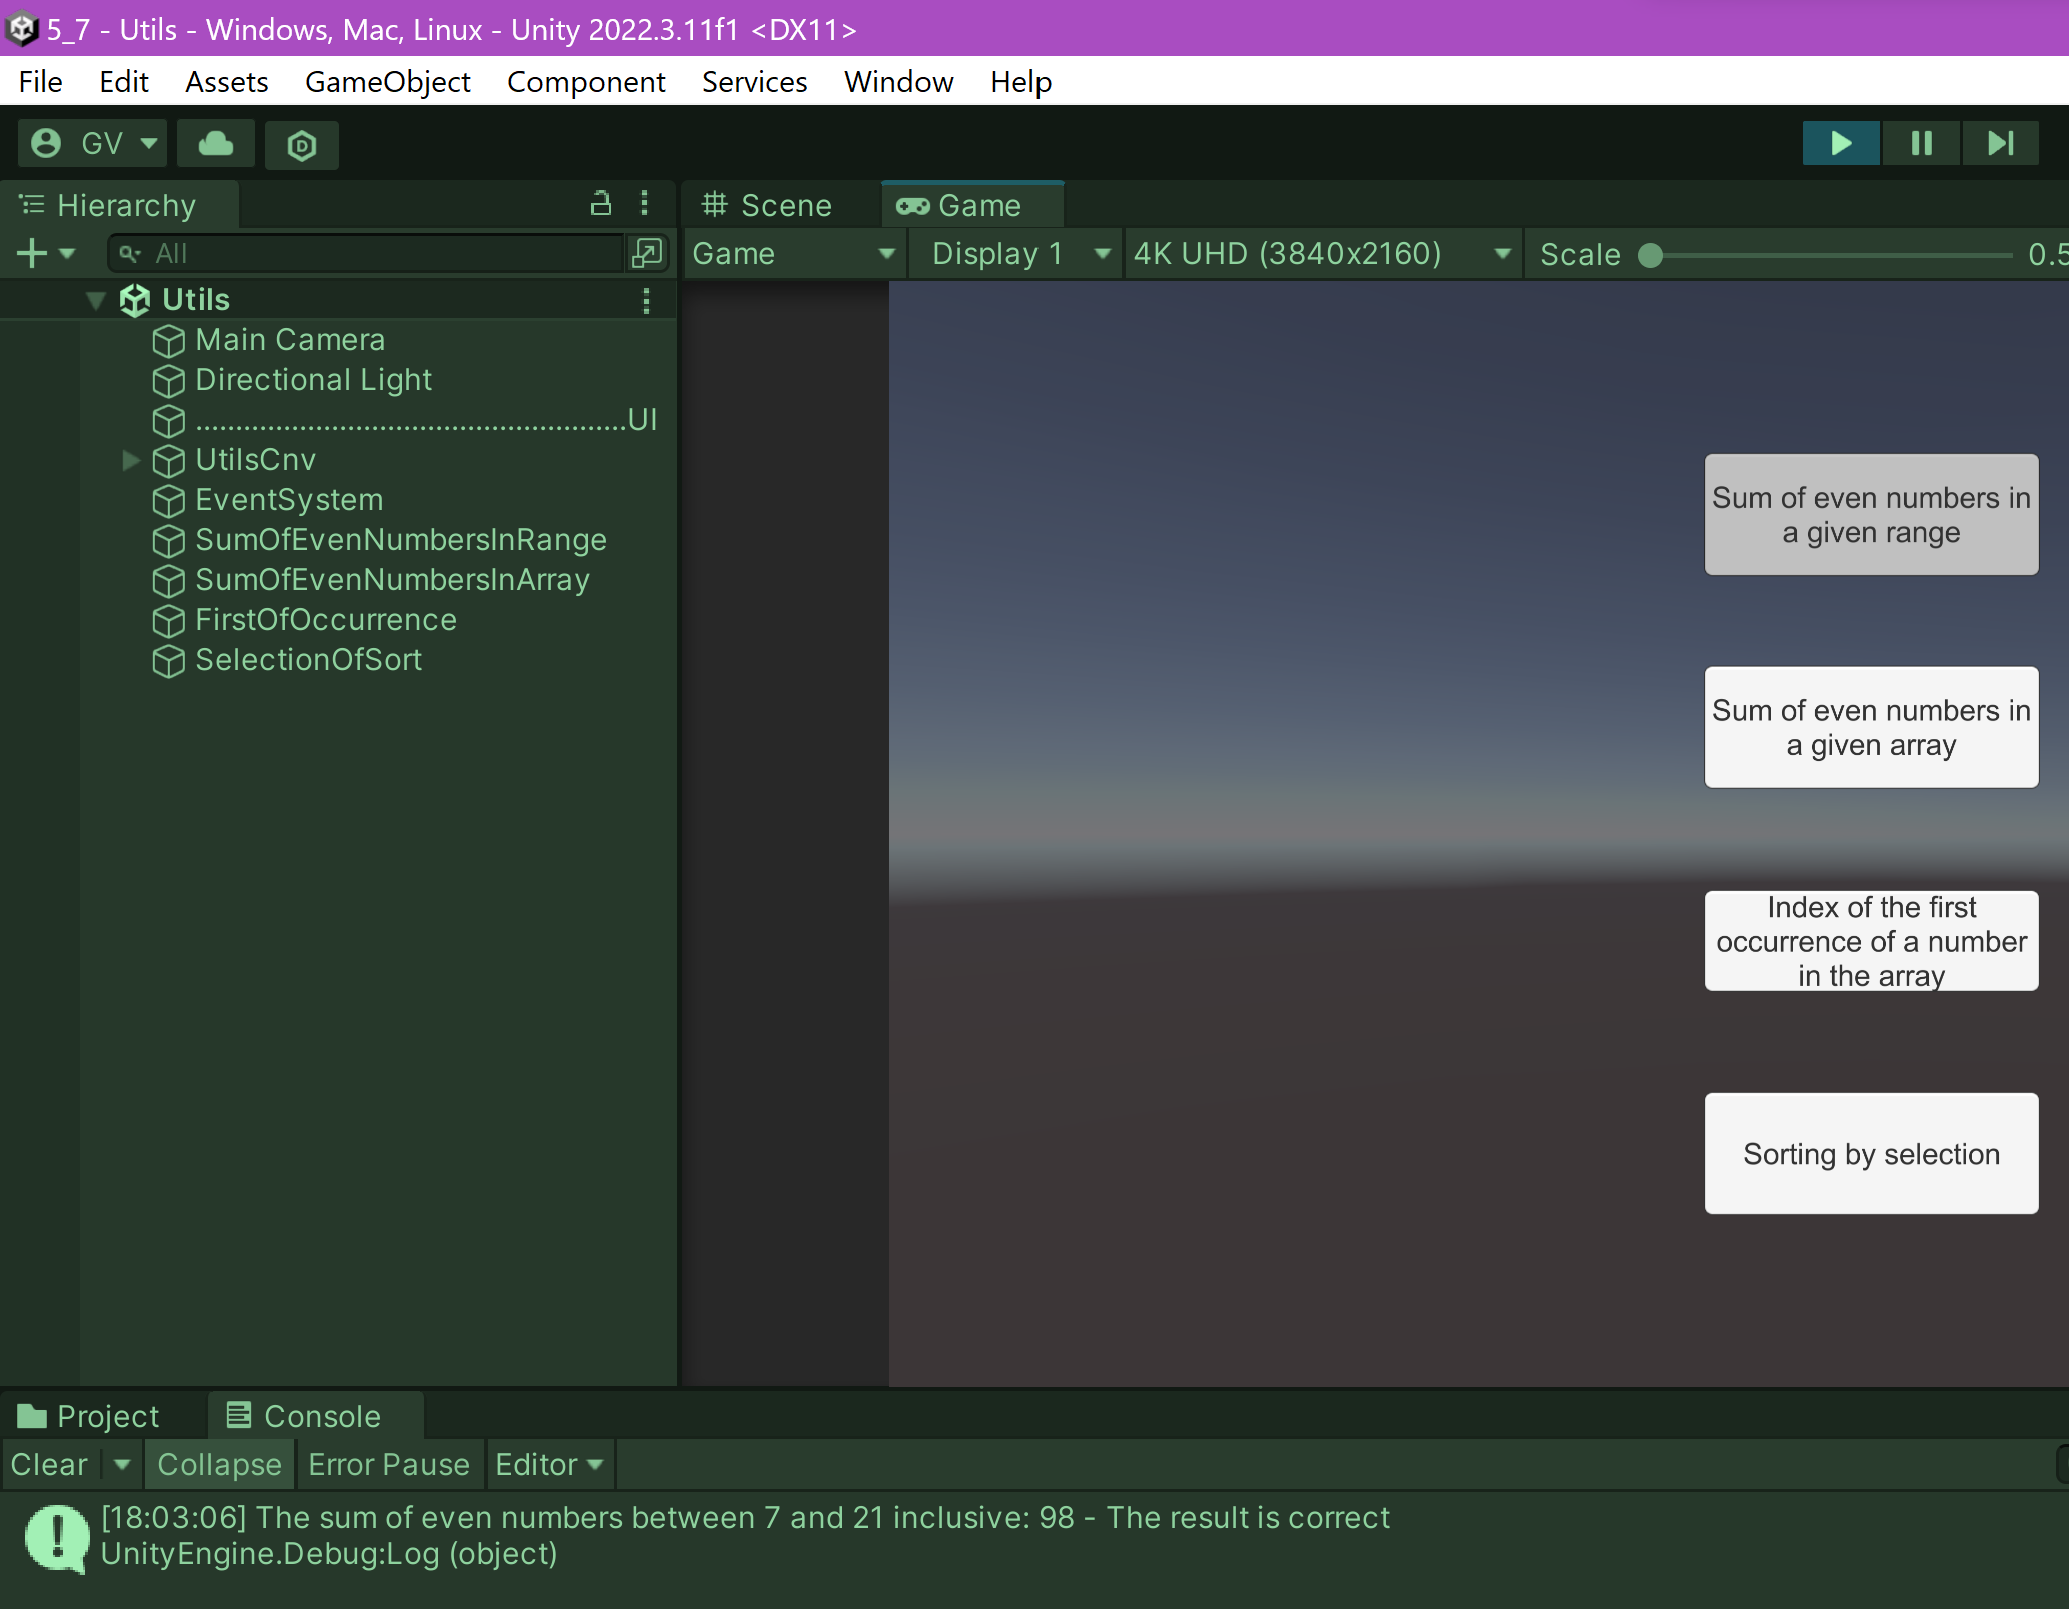 5_7 - Utils - Windows, Mac, Linux - Unity 2022.3.11f1 <DX11>
File Edit Assets GameObject Component Services Window Help
GV
Hierarchy
All
Utils
Main Camera
Directional Light
......................................................UI
UtilsCnv
EventSystem
SumOfEvenNumbersInRange
SumOfEvenNumbersInArray
FirstOfOccurrence
SelectionOfSort
Scene Game
Game Display 1 4K UHD (3840x2160) Scale 0.5
Sum of even numbers in
a given range
Sum of even numbers in
a given array
Index of the first
occurrence of a number
in the array
Sorting by selection
Project Console
Clear Collapse Error Pause Editor
[18:03:06] The sum of even numbers between 7 and 21 inclusive: 98 - The result is correct
UnityEngine.Debug:Log (object)